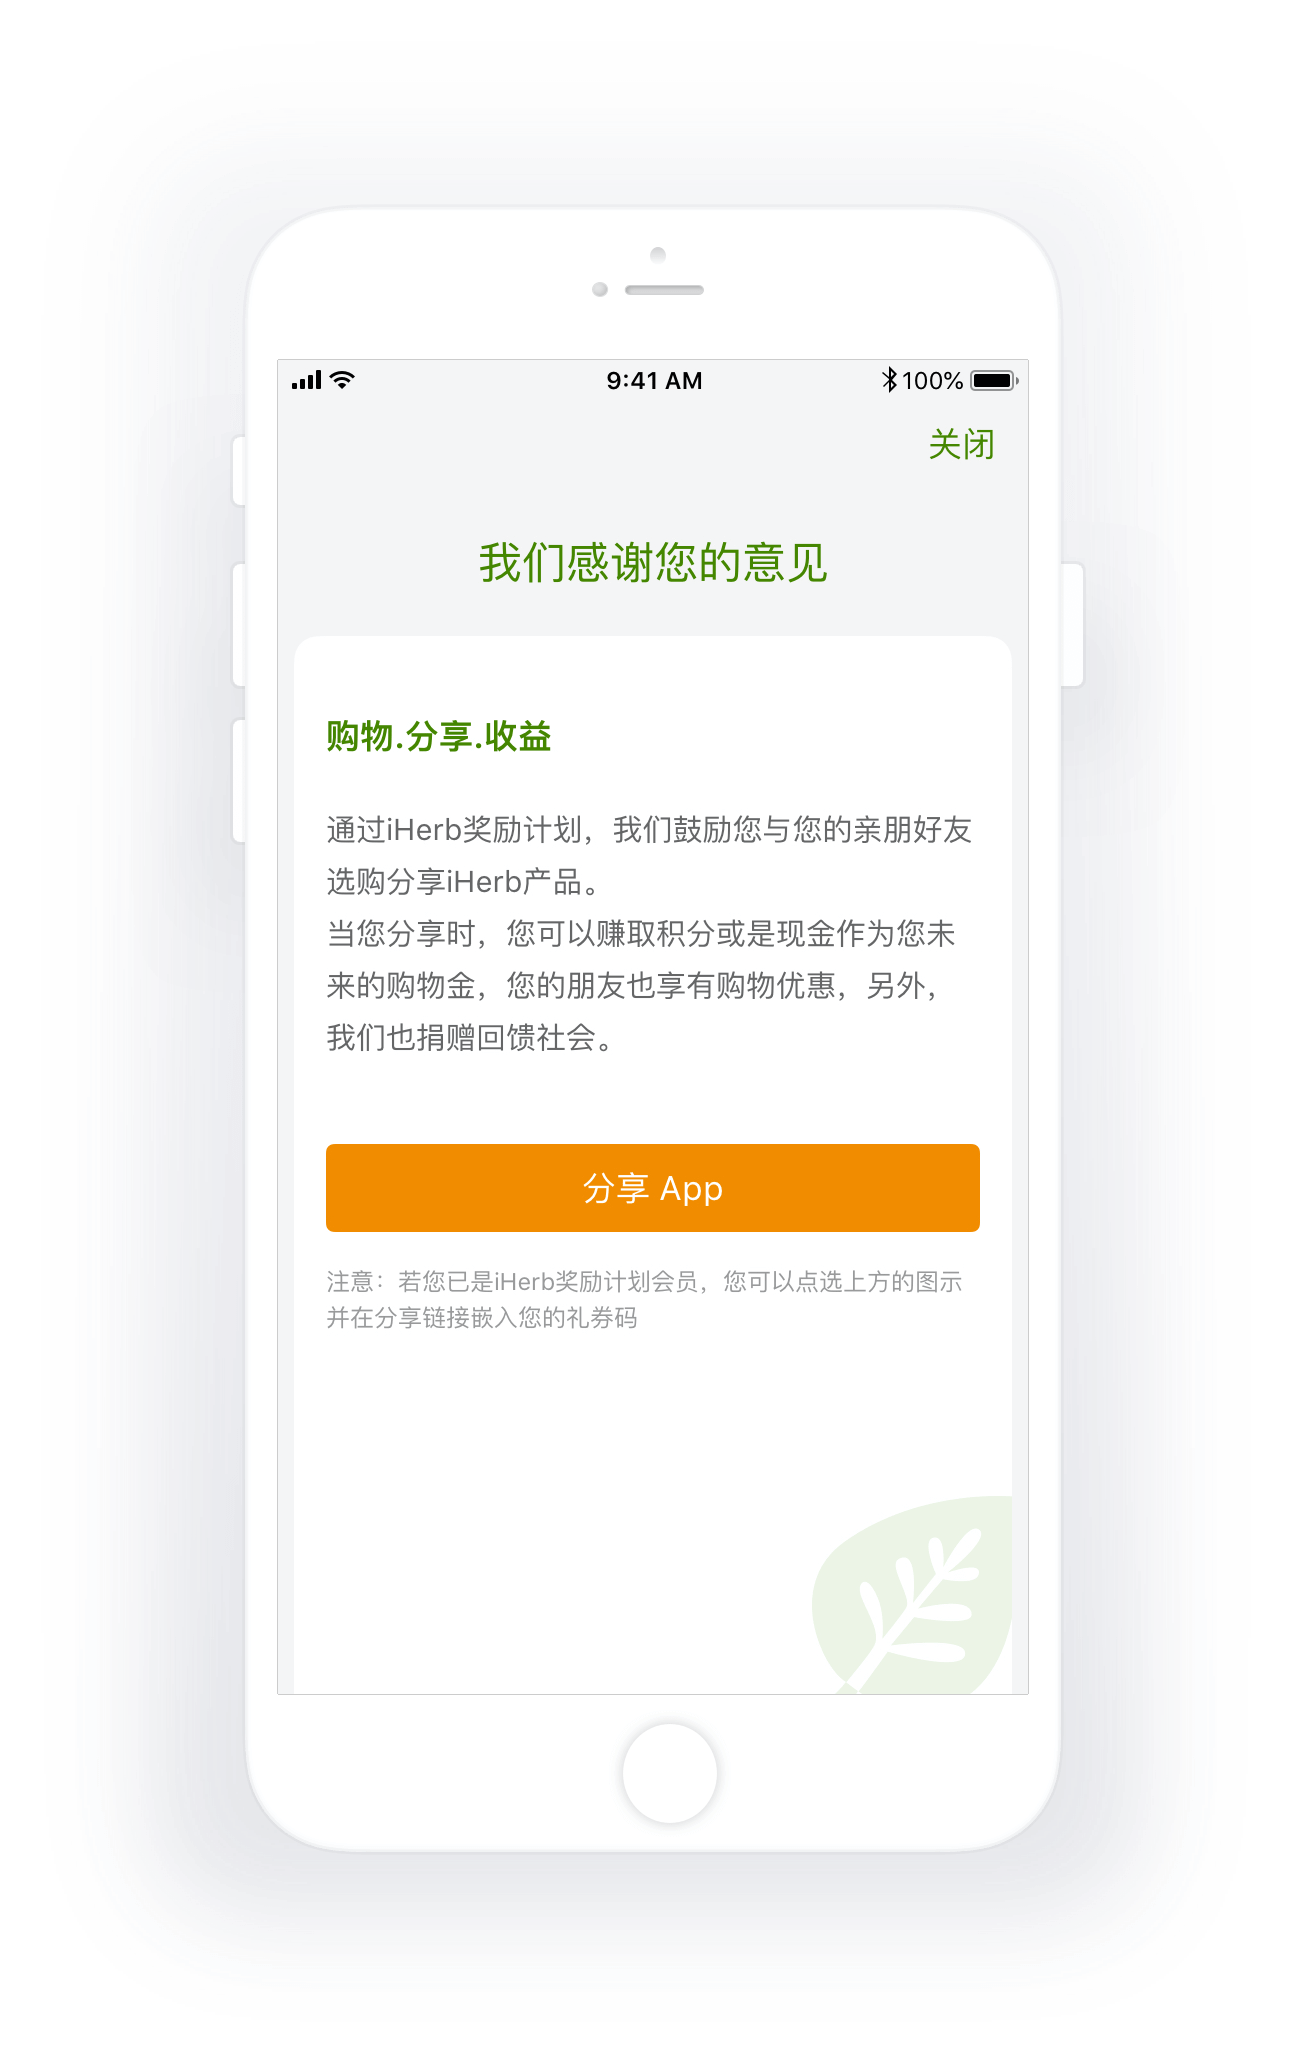 9:41 AM
100%
关闭
我们感谢您的意见
购物.分享.收益
通过iHerb奖励计划，我们鼓励您与您的亲朋好友
选购分享iHerb产品。
当您分享时，您可以赚取积分或是现金作为您未
来的购物金，您的朋友也享有购物优惠，另外，
我们也捐赠回馈社会。
分享 App
注意：若您已是iHerb奖励计划会员，您可以点选上方的图示
并在分享链接嵌入您的礼券码